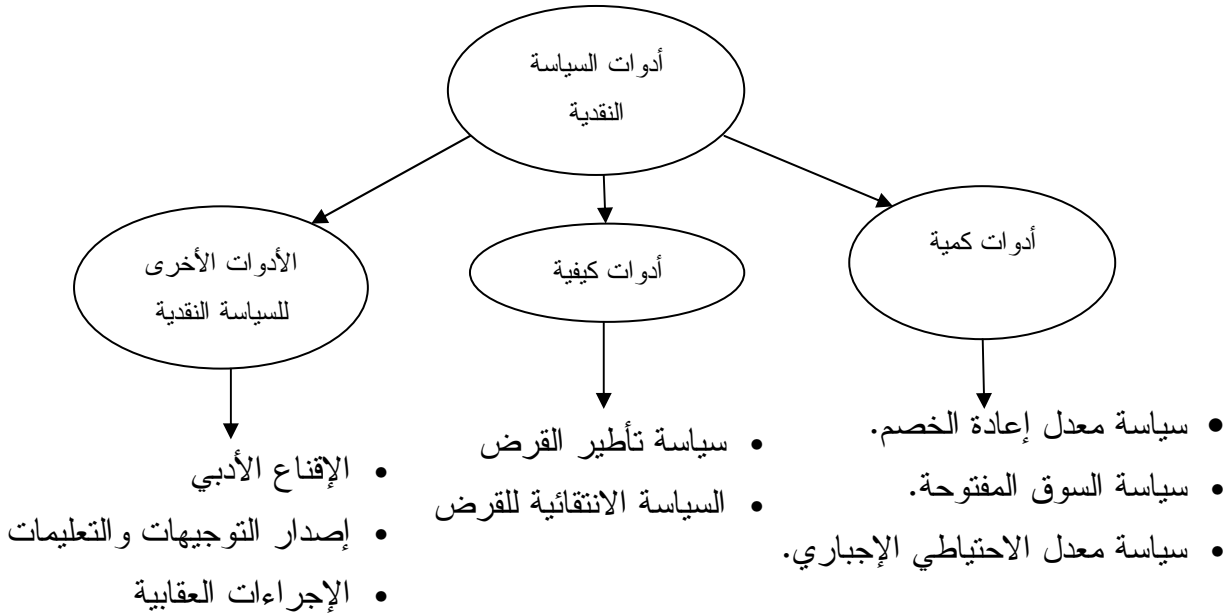 أدوات السياسة
النقدية
أدوات كمية
أدوات كيفية
الأدوات الأخرى
للسياسة النقدية
• سياسة معدل إعادة الخصم.
• سياسة السوق المفتوحة.
• سياسة معدل الاحتياطي الإجباري.
• سياسة تأطير القرض
• السياسة الانتقائية للقرض
• الإقناع الأدبي
• إصدار التوجيهات والتعليمات
• الإجراءات العقابية